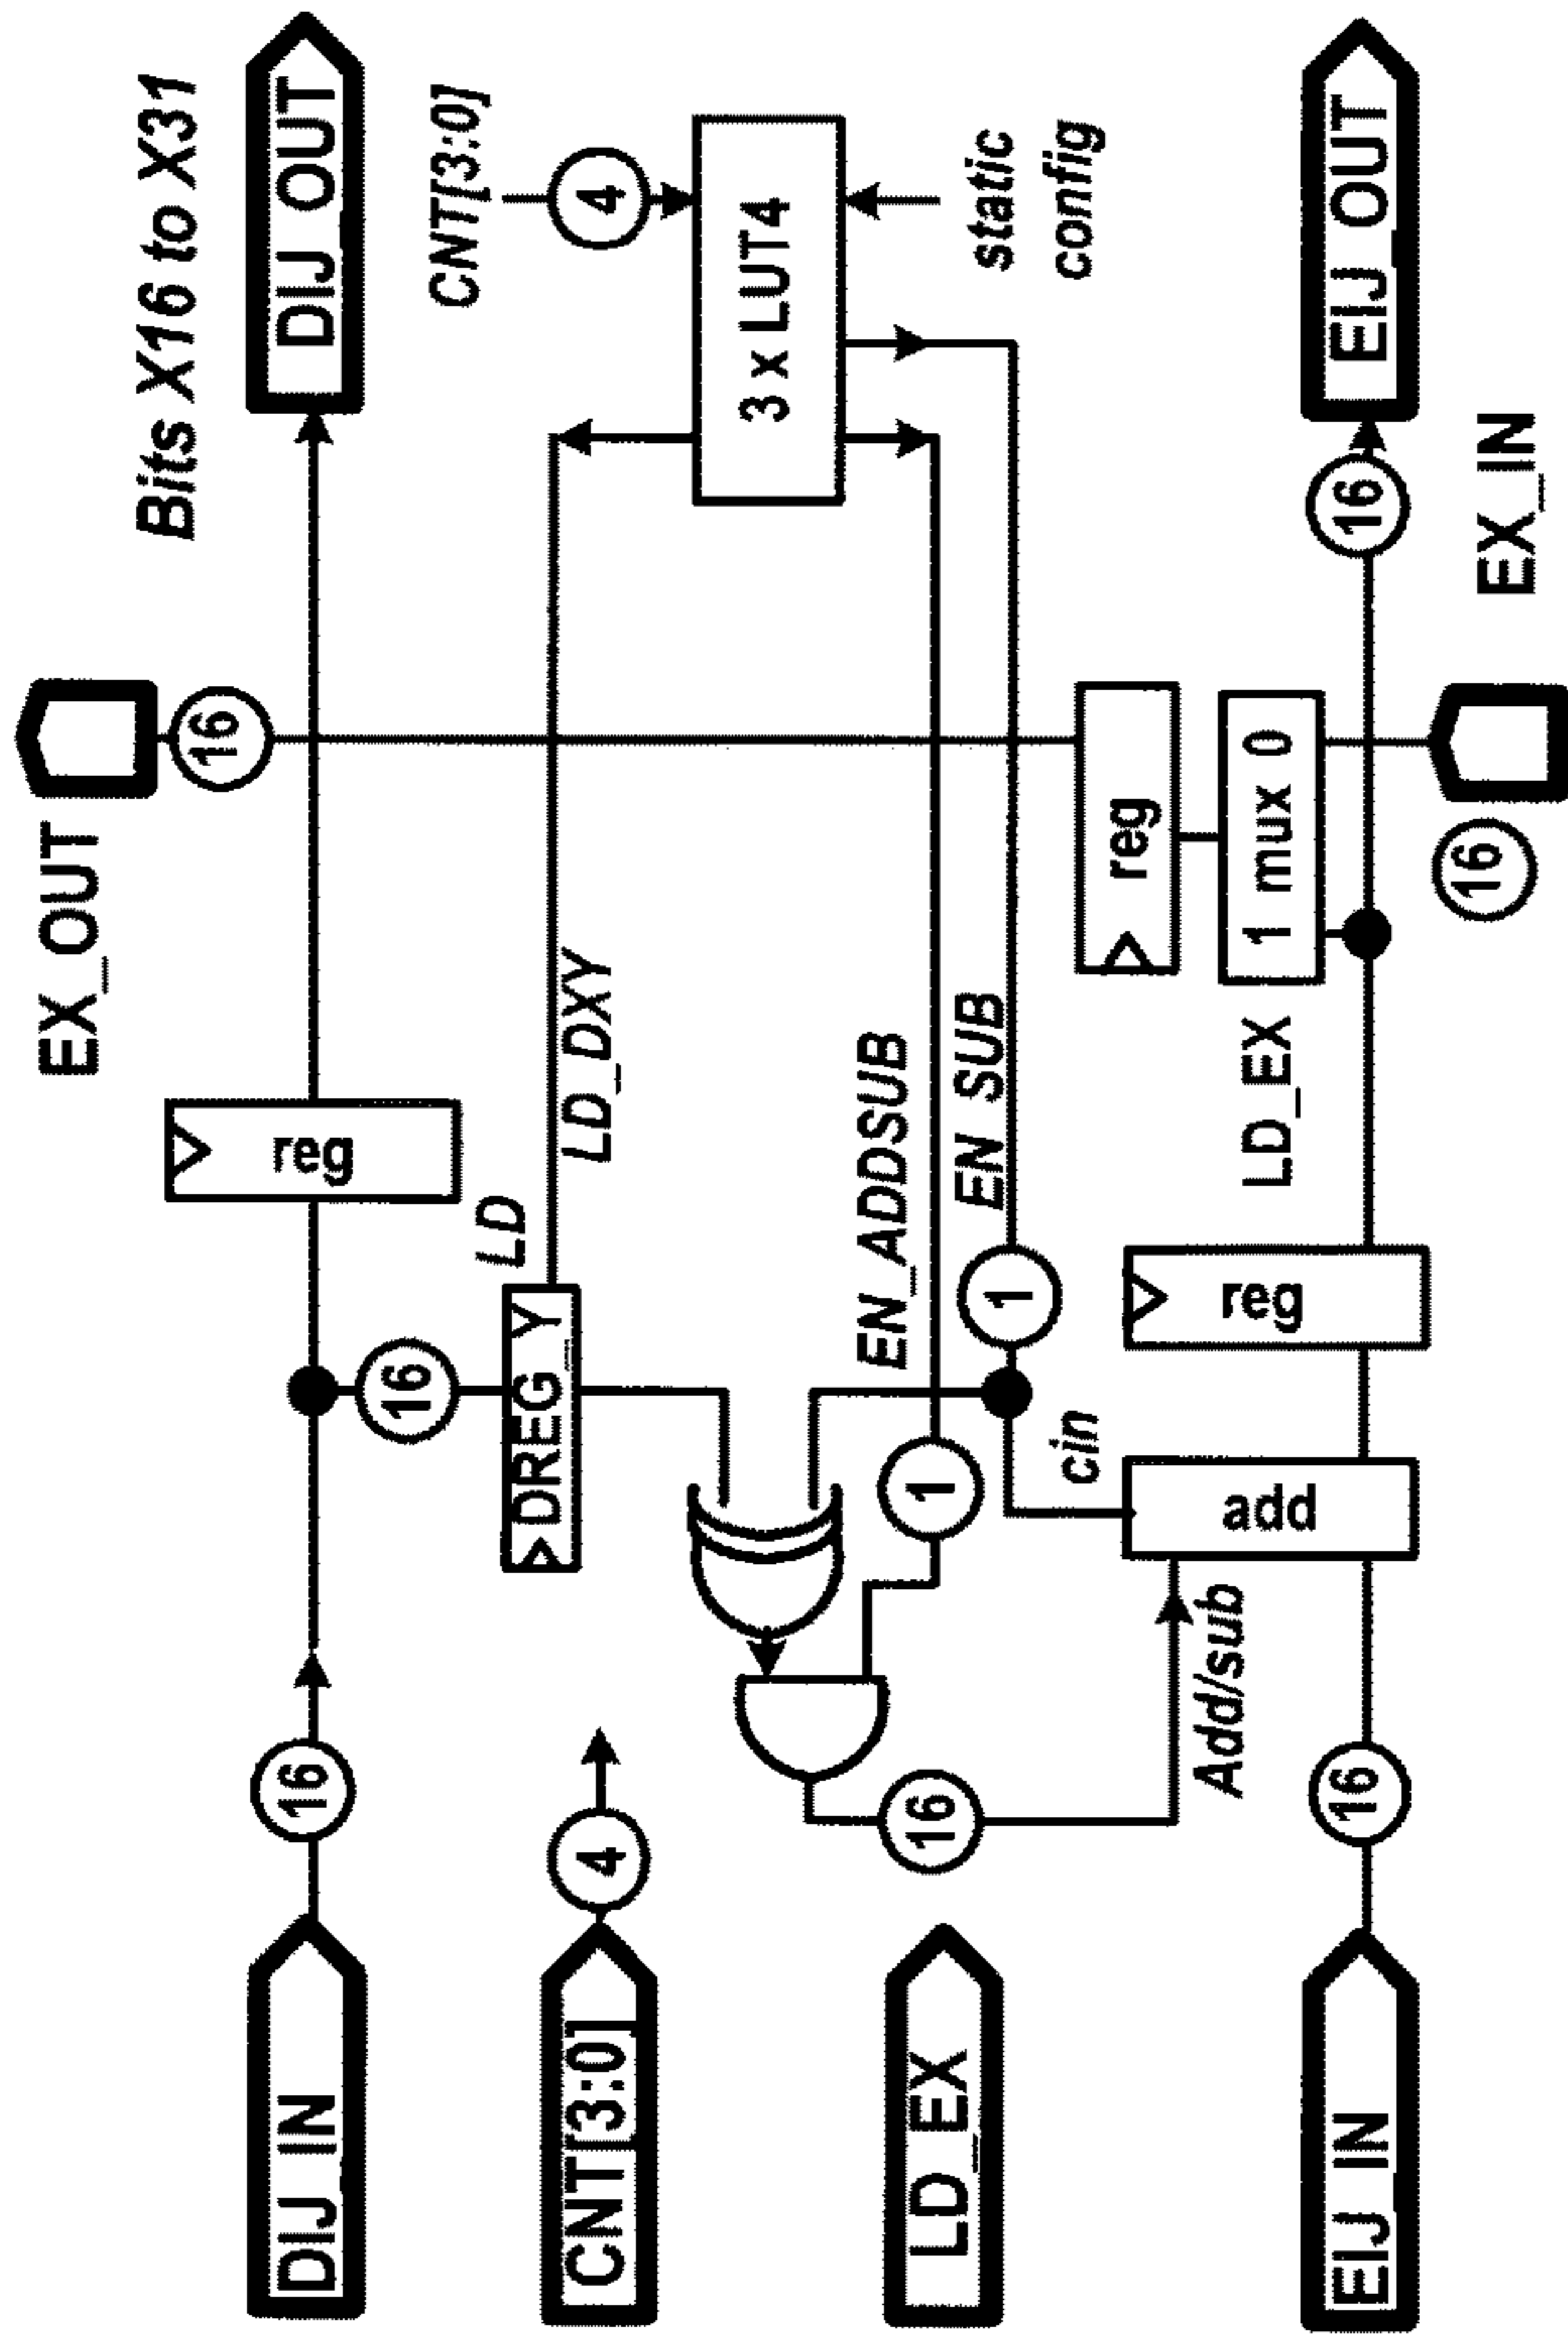 EX_OUT
Bits X16 to X31
16
DIJ_IN
16
reg
DIJ_OUT
16
LD
CNT[3:0]
DREG_Y
LD_DXY
CNT[3:0]
4
4
3 x LUT4
EN_ADDSUB
LD_EX
16
1
EN_SUB
1
static
config
cin
reg
Add/sub
add
reg
LD_EX
1 mux 0
EIJ_IN
16
16
EIJ_OUT
16
EX_IN